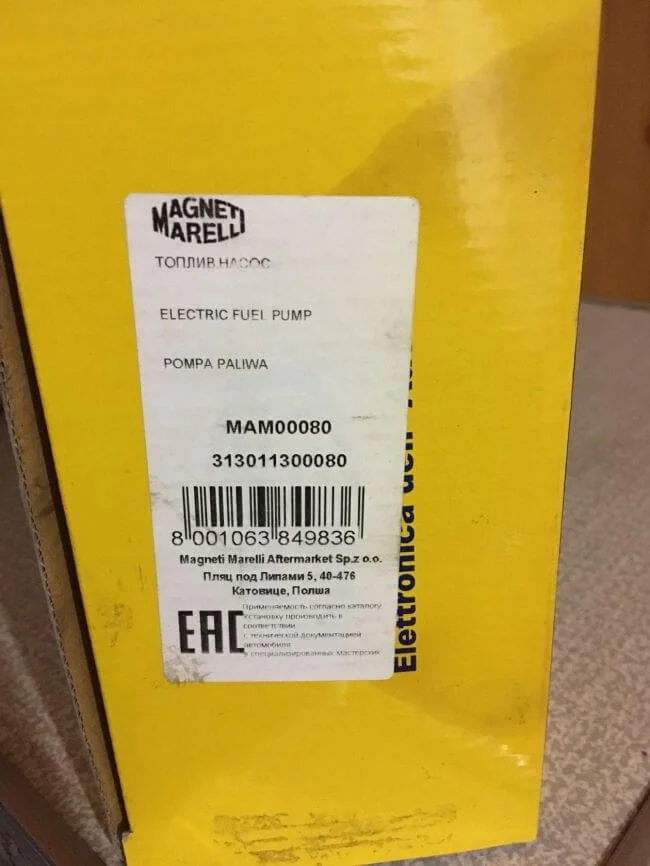 MAGNETI
MARELLI
ТОПЛИВ.НАСОС
ELECTRIC FUEL PUMP
POMPA PALIWA
MAM00080
313011300080
8 001063 849836
Magneti Marelli Aftermarket Sp.z o.o.
Пляц под Липами 5, 40-476
Катовице, Полша
EAC
Применяемость согласно каталогу
Установку производить в
соответствии
с технической документацией
автомобиля
в специализированных мастерских
Elettronica dell'